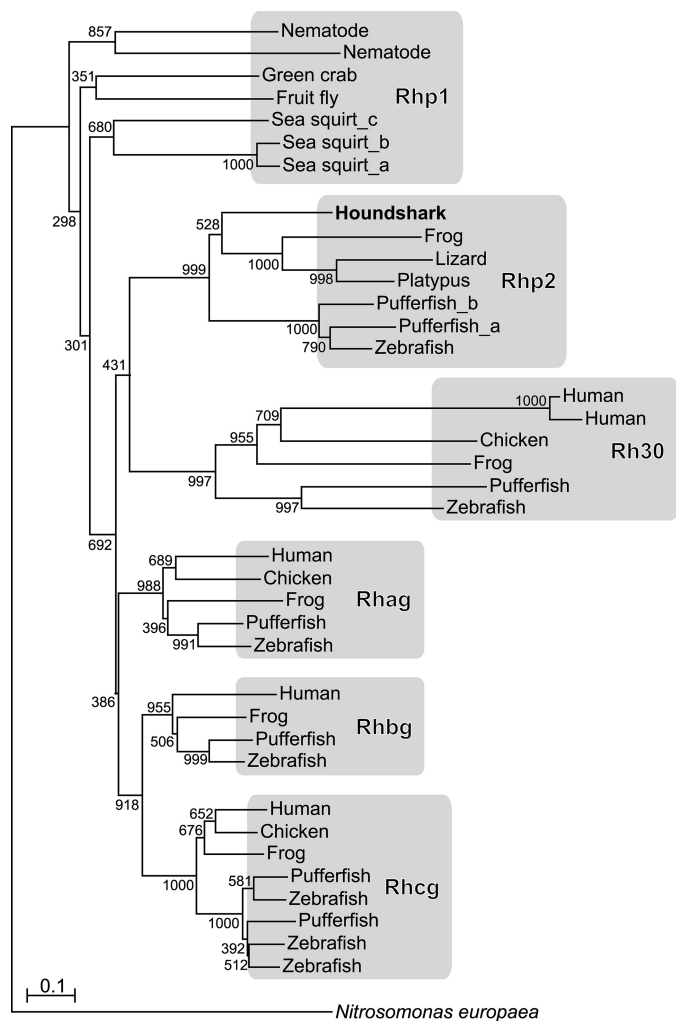 857
Nematode
Nematode
351
Green crab
Fruit fly
Rhp1
680
Sea squirt_c
Sea squirt_b
1000
Sea squirt_a
298
528
Houndshark
Frog
1000
Lizard
999
998
Platypus
Rhp2
Pufferfish_b
1000
Pufferfish_a
790
Zebrafish
301
431
1000
Human
Human
709
955
Chicken
Rh30
Frog
997
Pufferfish
997
Zebrafish
692
689
Human
988
Chicken
Frog
Rhag
396
Pufferfish
991
Zebrafish
386
955
Human
Frog
Rhbg
506
Pufferfish
999
Zebrafish
918
652
Human
676
Chicken
Frog
1000
581
Pufferfish
Rhcg
Zebrafish
1000
Pufferfish
392
Zebrafish
512
Zebrafish
0.1
Nitrosomonas europaea